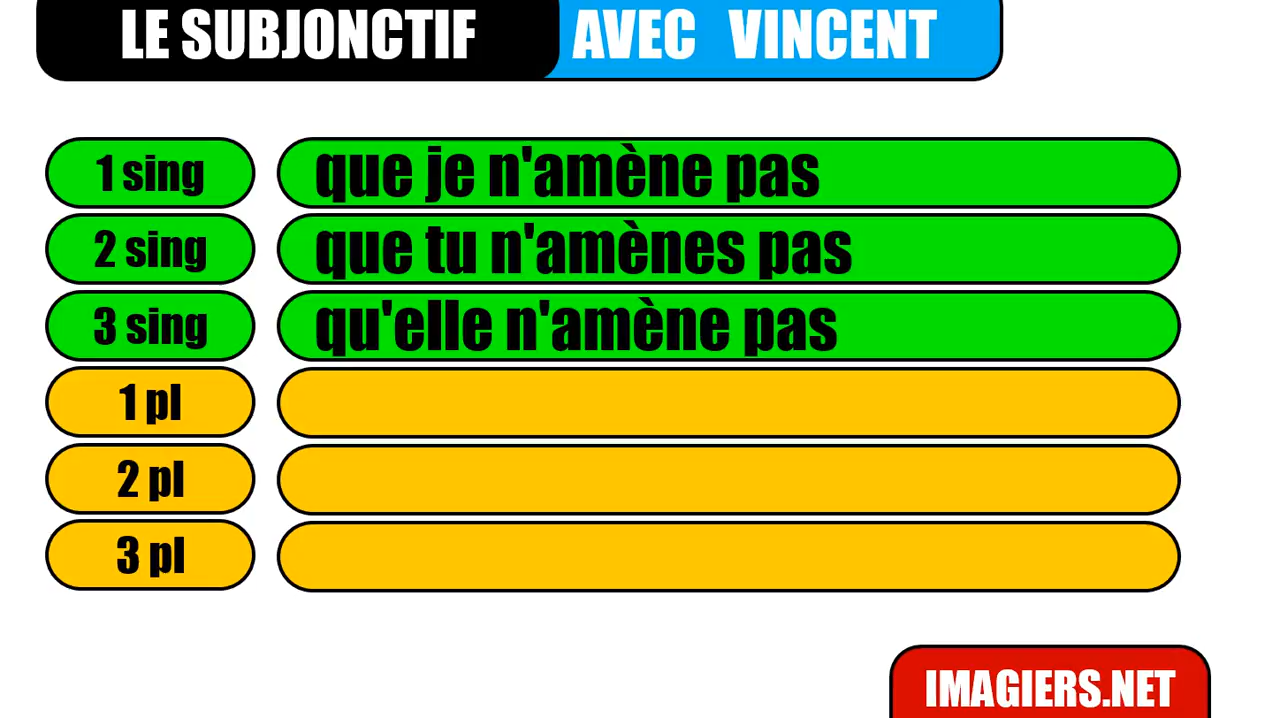 LE SUBJONCTIF AVEC VINCENT
1 sing que je n'amène pas
2 sing que tu n'amènes pas
3 sing qu'elle n'amène pas
1 pl
2 pl
3 pl
IMAGIERS.NET